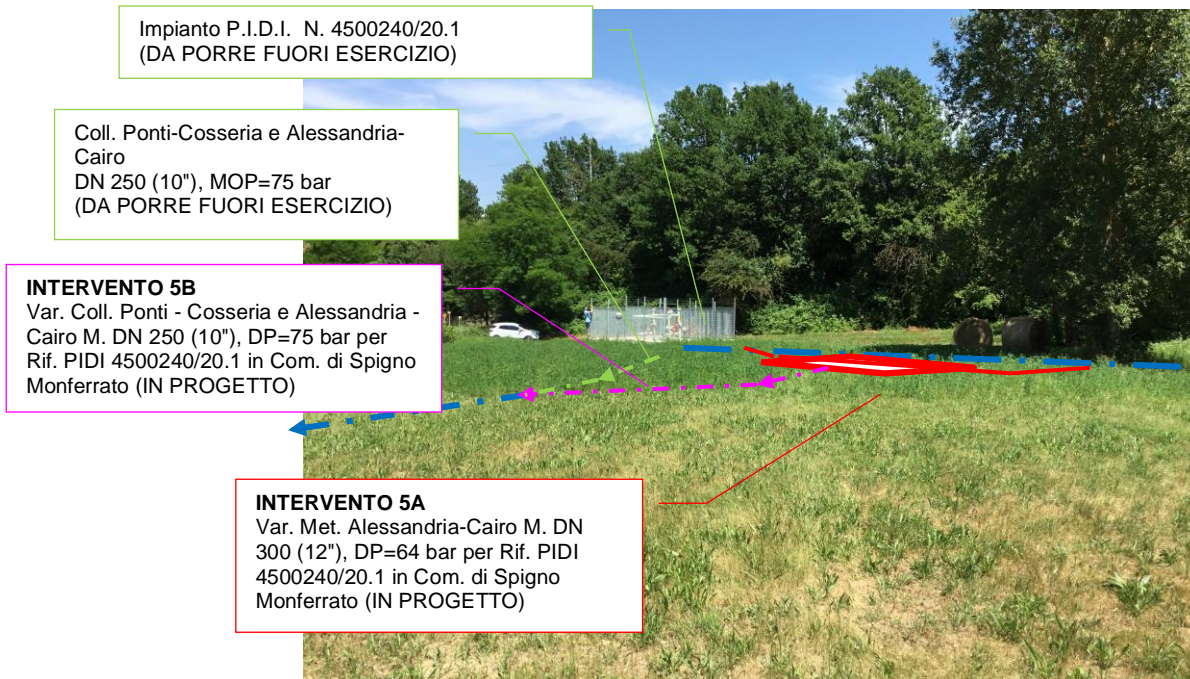 Impianto P.I.D.I. N. 4500240/20.1
(DA PORRE FUORI ESERCIZIO)
Coll. Ponti-Cosseria e Alessandria-
Cairo
DN 250 (10"), MOP=75 bar
(DA PORRE FUORI ESERCIZIO)
INTERVENTO 5B
Var. Coll. Ponti - Cosseria e Alessandria -
Cairo M. DN 250 (10"), DP=75 bar per
Rif. PIDI 4500240/20.1 in Com. di Spigno
Monferrato (IN PROGETTO)
INTERVENTO 5A
Var. Met. Alessandria-Cairo M. DN
300 (12"), DP=64 bar per Rif. PIDI
4500240/20.1 in Com. di Spigno
Monferrato (IN PROGETTO)